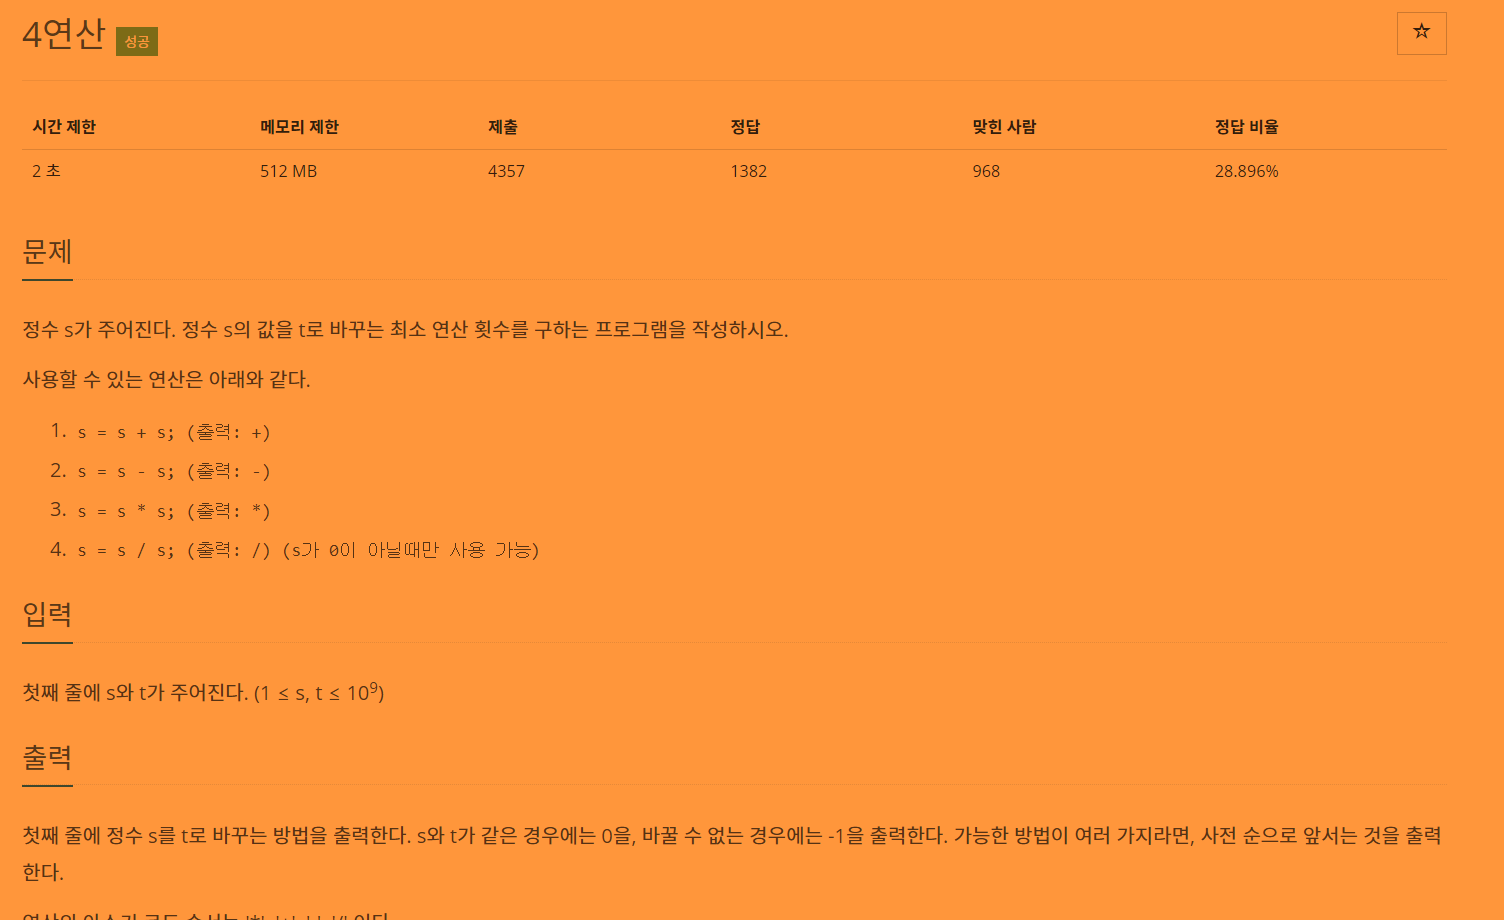 4연산 성공
☆
시간 제한 메모리 제한 제출 정답 맞힌 사람 정답 비율
2 초 512 MB 4357 1382 968 28.896%
문제
정수 s가 주어진다. 정수 s의 값을 t로 바꾸는 최소 연산 횟수를 구하는 프로그램을 작성하시오.
사용할 수 있는 연산은 아래와 같다.
1. s = s + s; (출력: +)
2. s = s - s; (출력: -)
3. s = s * s; (출력: *)
4. s = s / s; (출력: /) (s가 0이 아닐때만 사용 가능)
입력
첫째 줄에 s와 t가 주어진다. (1 ≤ s, t ≤ 10⁹)
출력
첫째 줄에 정수 s를 t로 바꾸는 방법을 출력한다. s와 t가 같은 경우에는 0을, 바꿀 수 없는 경우에는 -1을 출력한다. 가능한 방법이 여러 가지라면, 사전 순으로 앞서는 것을 출력
한다.